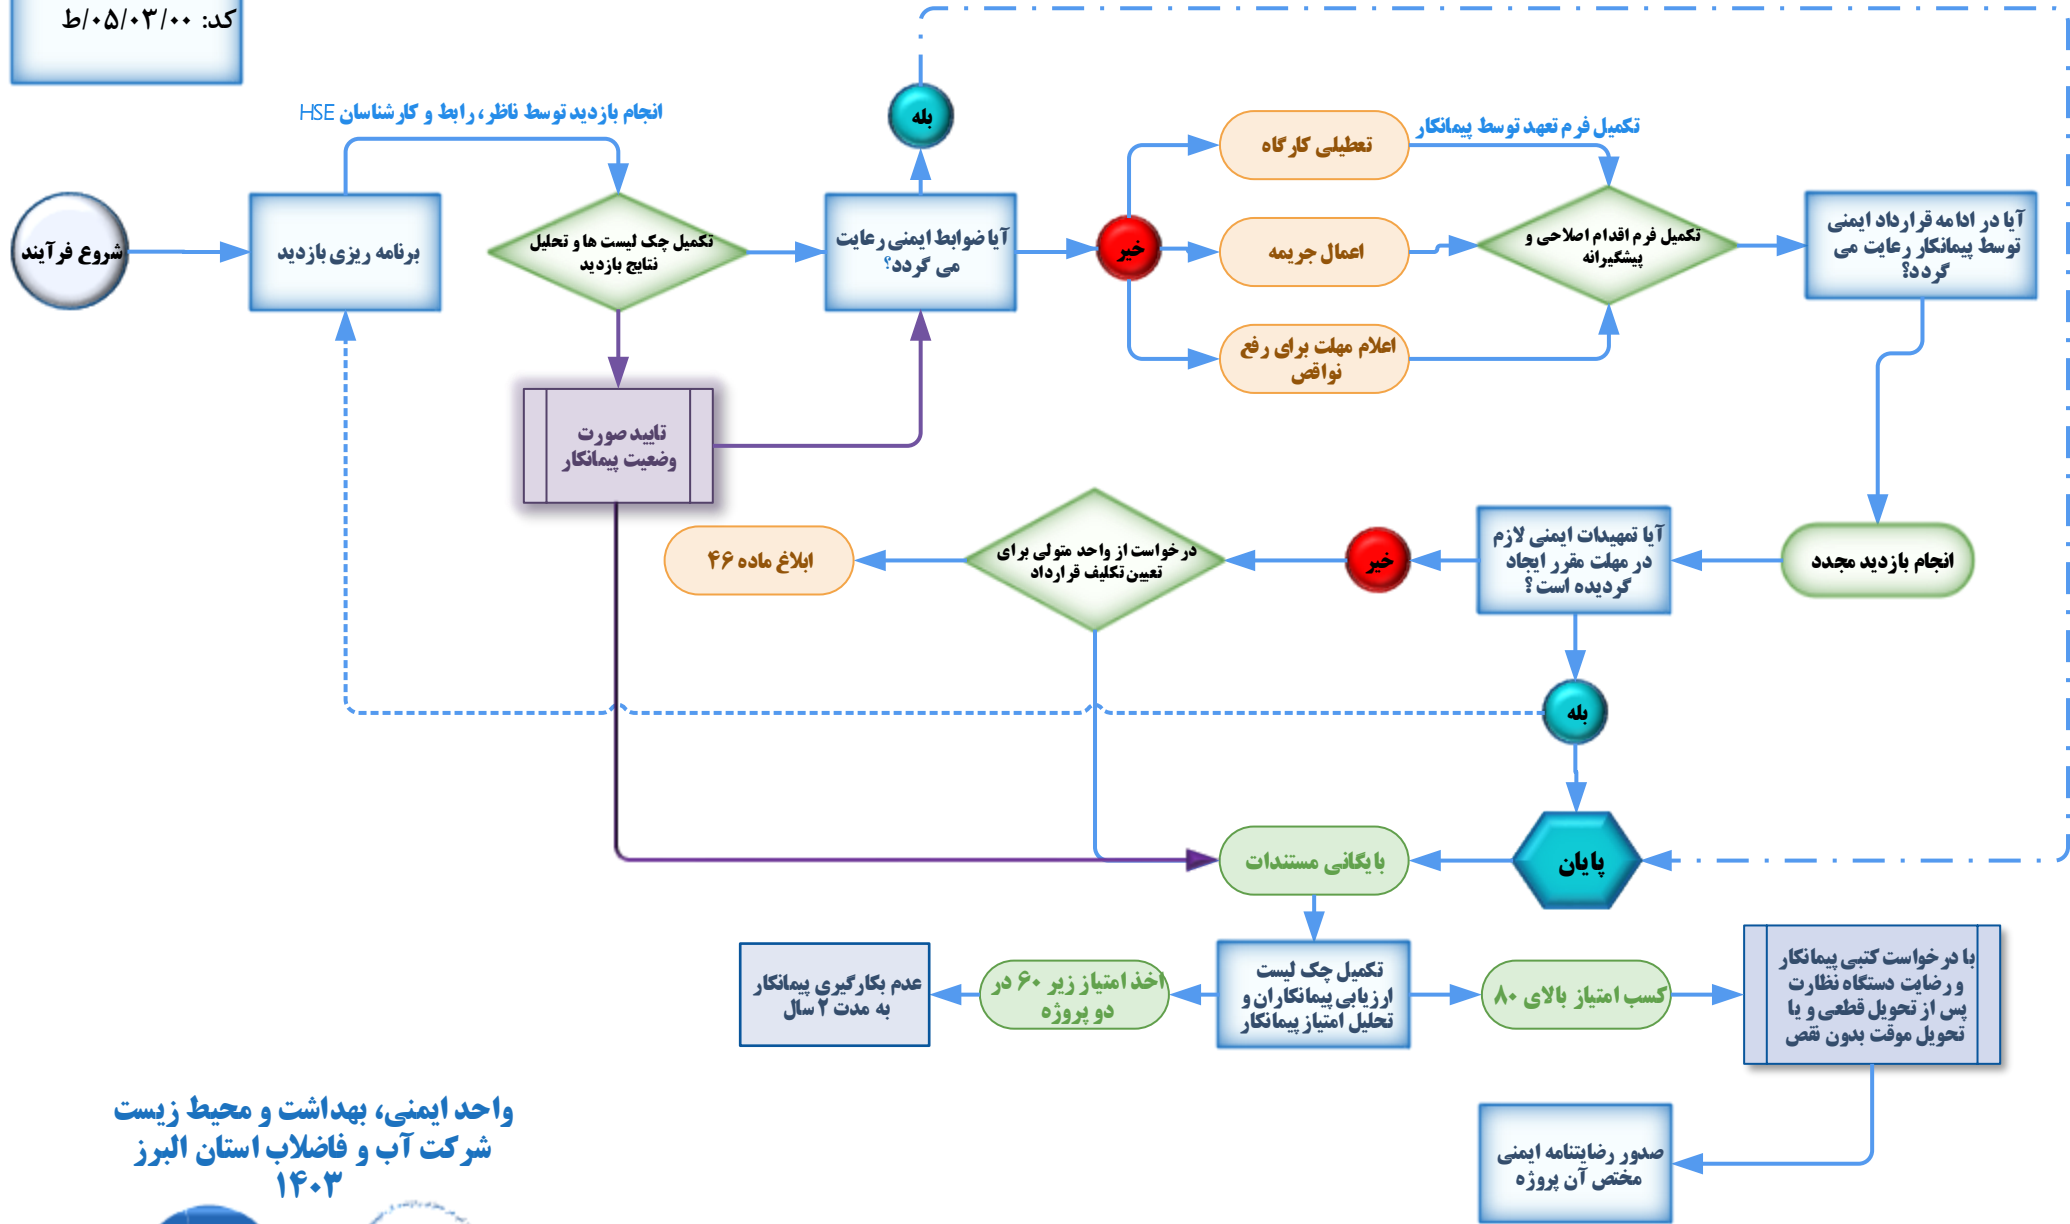 کد: ۰۵/۰۳/۰۰/ط
انجام بازدید توسط ناظر، رابط و کارشناسان HSE
بله
تعطیلی کارگاه
تکمیل فرم تعهد توسط پیمانکار
شروع فرآیند
برنامه ریزی بازدید
تکمیل چک لیست ها و تحلیل
نتایج بازدید
آیا ضوابط ایمنی رعایت
می گردد؟
خیر
اعمال جریمه
تکمیل فرم اقدام اصلاحی و
پیشگیرانه
آیا در ادامه قرارداد ایمنی
توسط پیمانکار رعایت می
گردد؟
اعلام مهلت برای رفع
نواقص
تایید صورت
وضعیت پیمانکار
ابلاغ ماده ۴۶
درخواست از واحد متولی برای
تعیین تکلیف قرارداد
خیر
آیا تمهیدات ایمنی لازم
در مهلت مقرر ایجاد
گردیده است ؟
انجام بازدید مجدد
بله
بایگانی مستندات
پایان
عدم بکارگیری پیمانکار
به مدت ۲ سال
اخذ امتیاز زیر ۶۰ در
دو پروژه
تکمیل چک لیست
ارزیابی پیمانکاران و
تحلیل امتیاز پیمانکار
کسب امتیاز بالای ۸۰
با درخواست کتبی پیمانکار
و رضایت دستگاه نظارت
پس از تحویل قطعی و یا
تحویل موقت بدون نقص
صدور رضایتنامه ایمنی
مختص آن پروژه
واحد ایمنی، بهداشت و محیط زیست
شرکت آب و فاضلاب استان البرز
۱۴۰۳